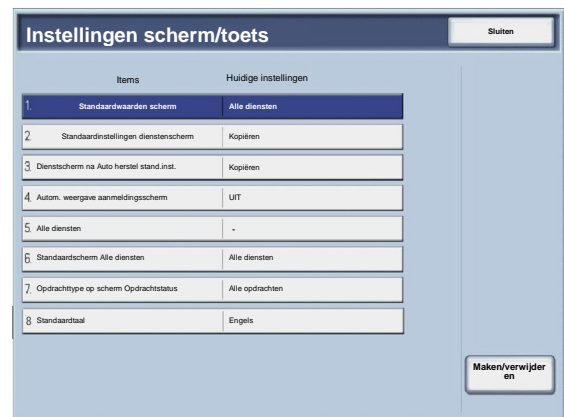 Instellingen scherm/toets
Sluiten
Items Huidige instellingen
1. Standaardwaarden scherm Alle diensten
2 Standaardinstellingen dienstenscherm Kopiëren
3. Dienstscherm na Auto herstel stand.inst. Kopiëren
4. Autom. weergave aanmeldingsscherm UIT
5. Alle diensten -
6. Standaardscherm Alle diensten Alle diensten
7. Opdrachttype op scherm Opdrachtstatus Alle opdrachten
8 Standaardtaal Engels
Maken/verwijder
en